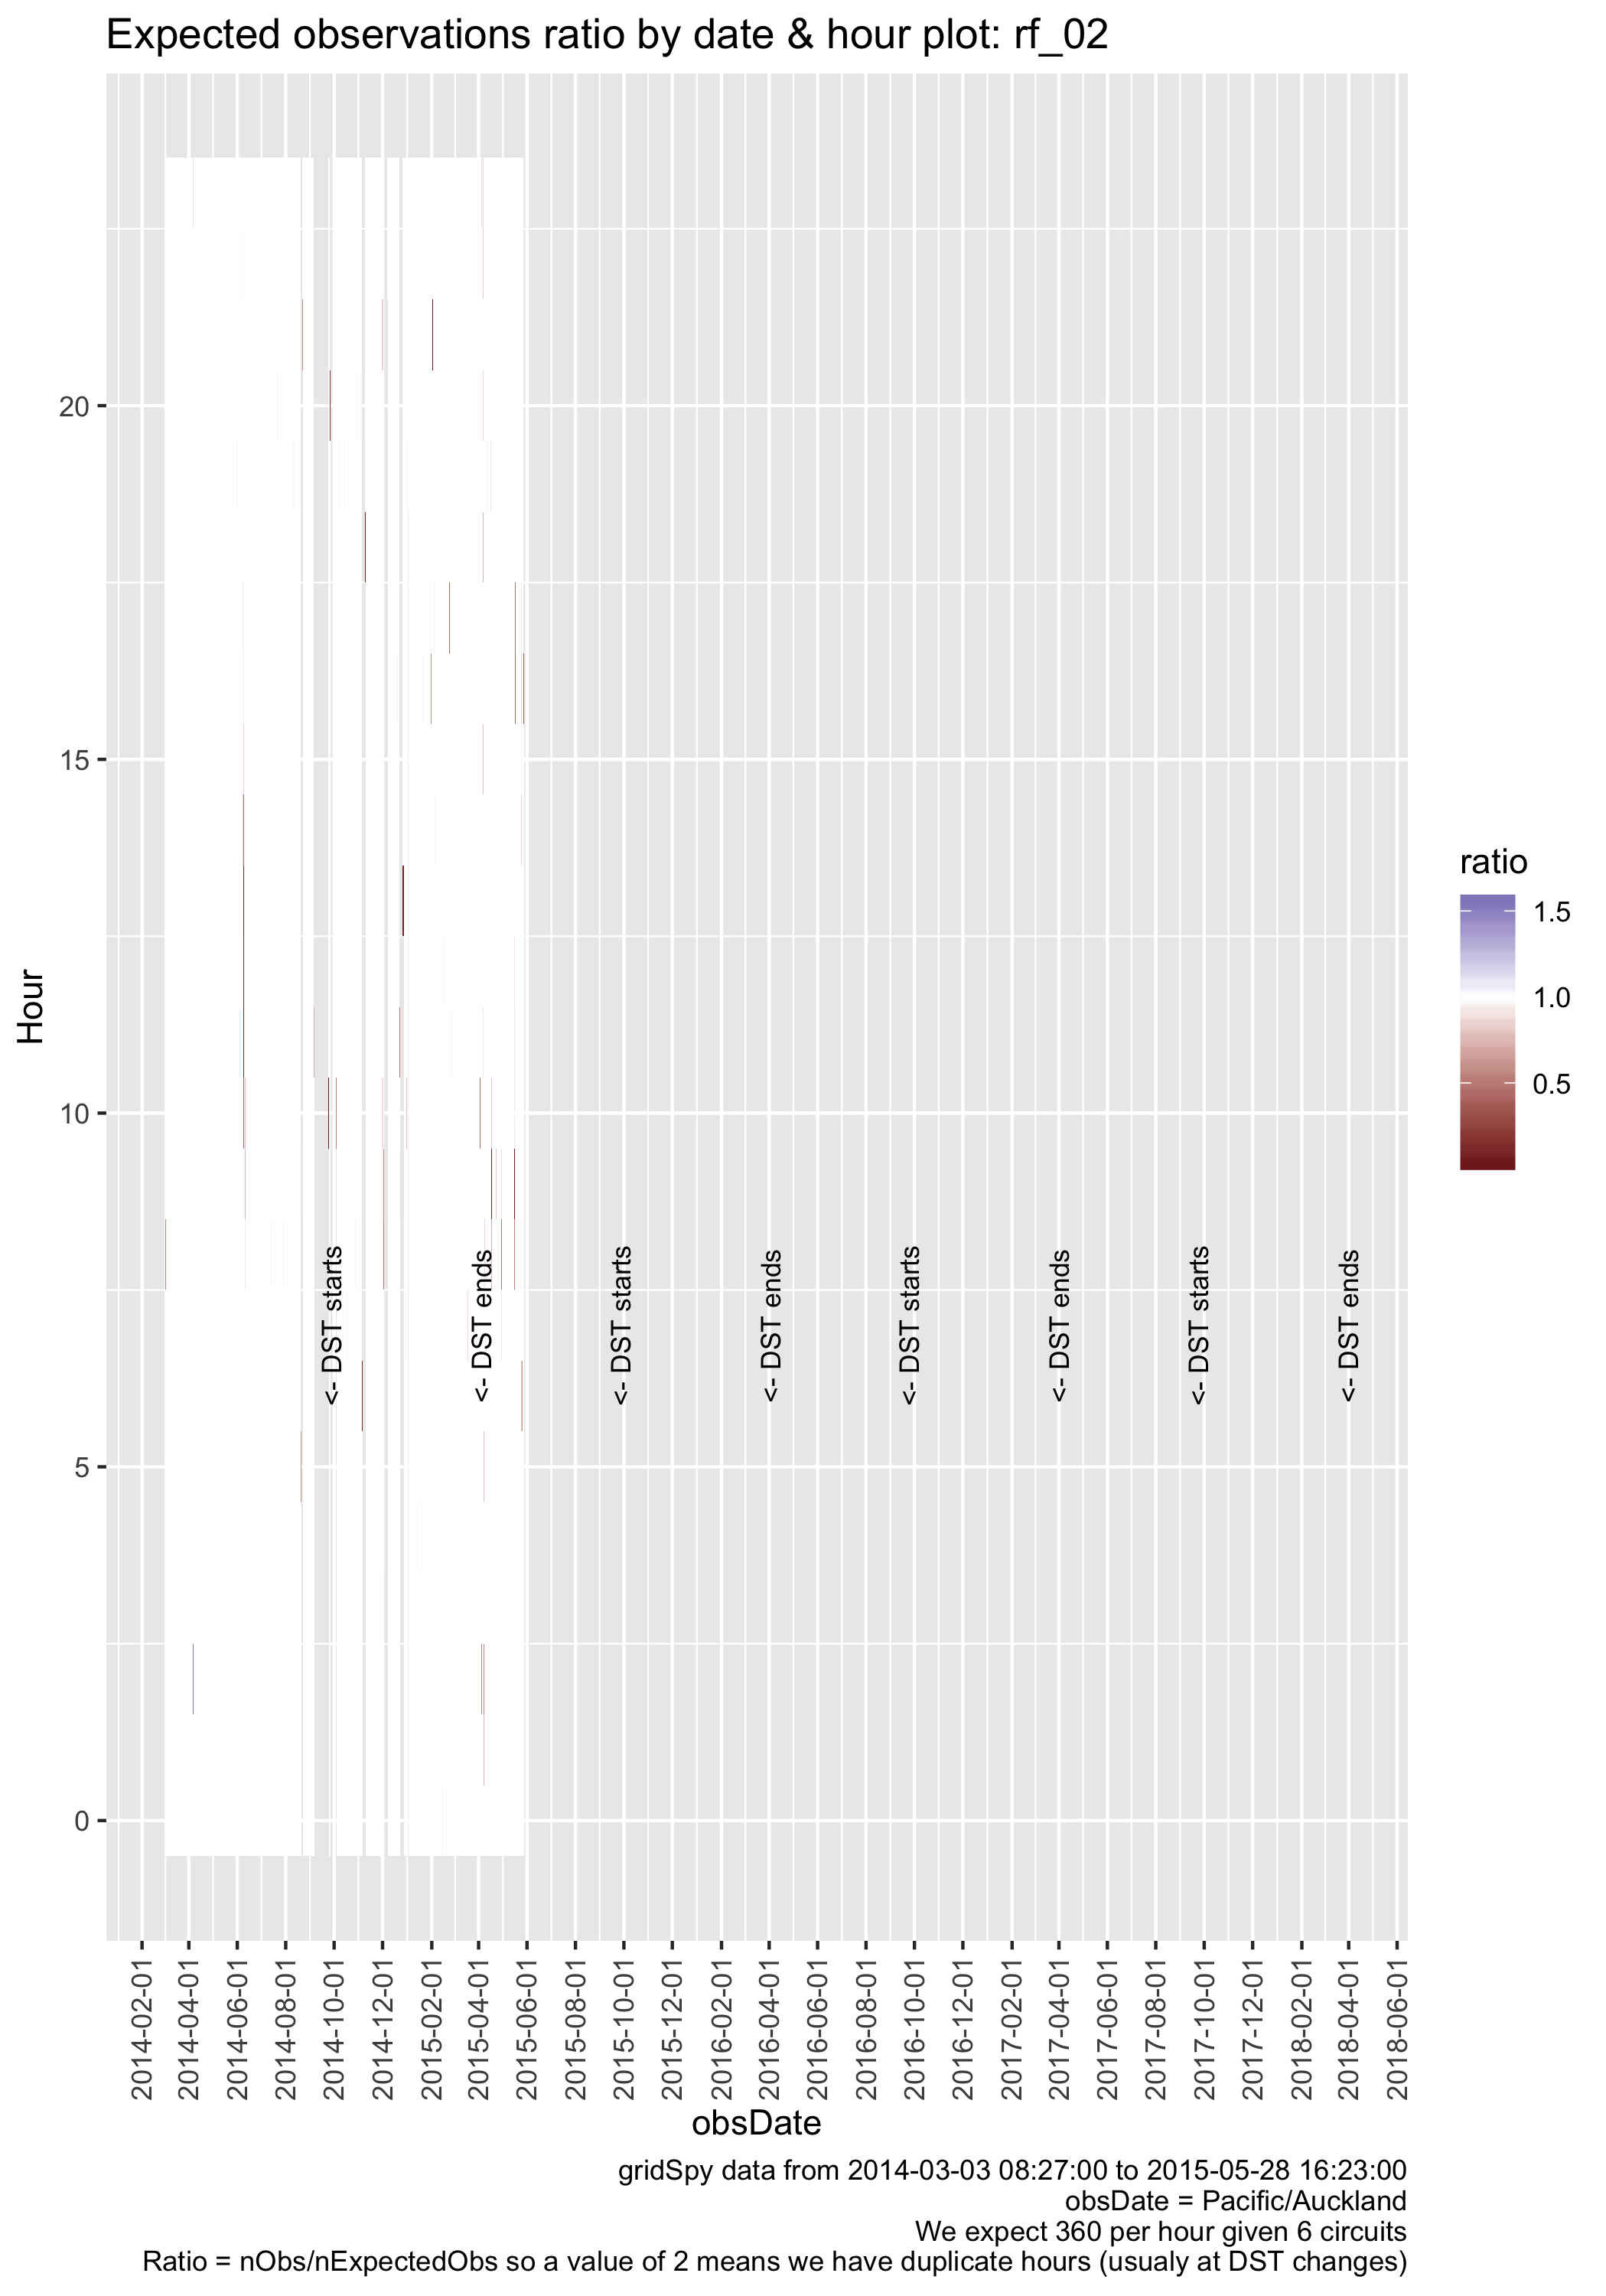 Expected observations ratio by date & hour plot: rf_02
20
15
10
5
0
Hour
<- DST starts
<- DST ends
<- DST starts
<- DST ends
<- DST starts
<- DST ends
<- DST starts
<- DST ends
ratio
1.5
1.0
0.5
2014-02-01
2014-04-01
2014-06-01
2014-08-01
2014-10-01
2014-12-01
2015-02-01
2015-04-01
2015-06-01
2015-08-01
2015-10-01
2015-12-01
2016-02-01
2016-04-01
2016-06-01
2016-08-01
2016-10-01
2016-12-01
2017-02-01
2017-04-01
2017-06-01
2017-08-01
2017-10-01
2017-12-01
2018-02-01
2018-04-01
2018-06-01
obsDate
gridSpy data from 2014-03-03 08:27:00 to 2015-05-28 16:23:00
obsDate = Pacific/Auckland
We expect 360 per hour given 6 circuits
Ratio = nObs/nExpectedObs so a value of 2 means we have duplicate hours (usualy at DST changes)